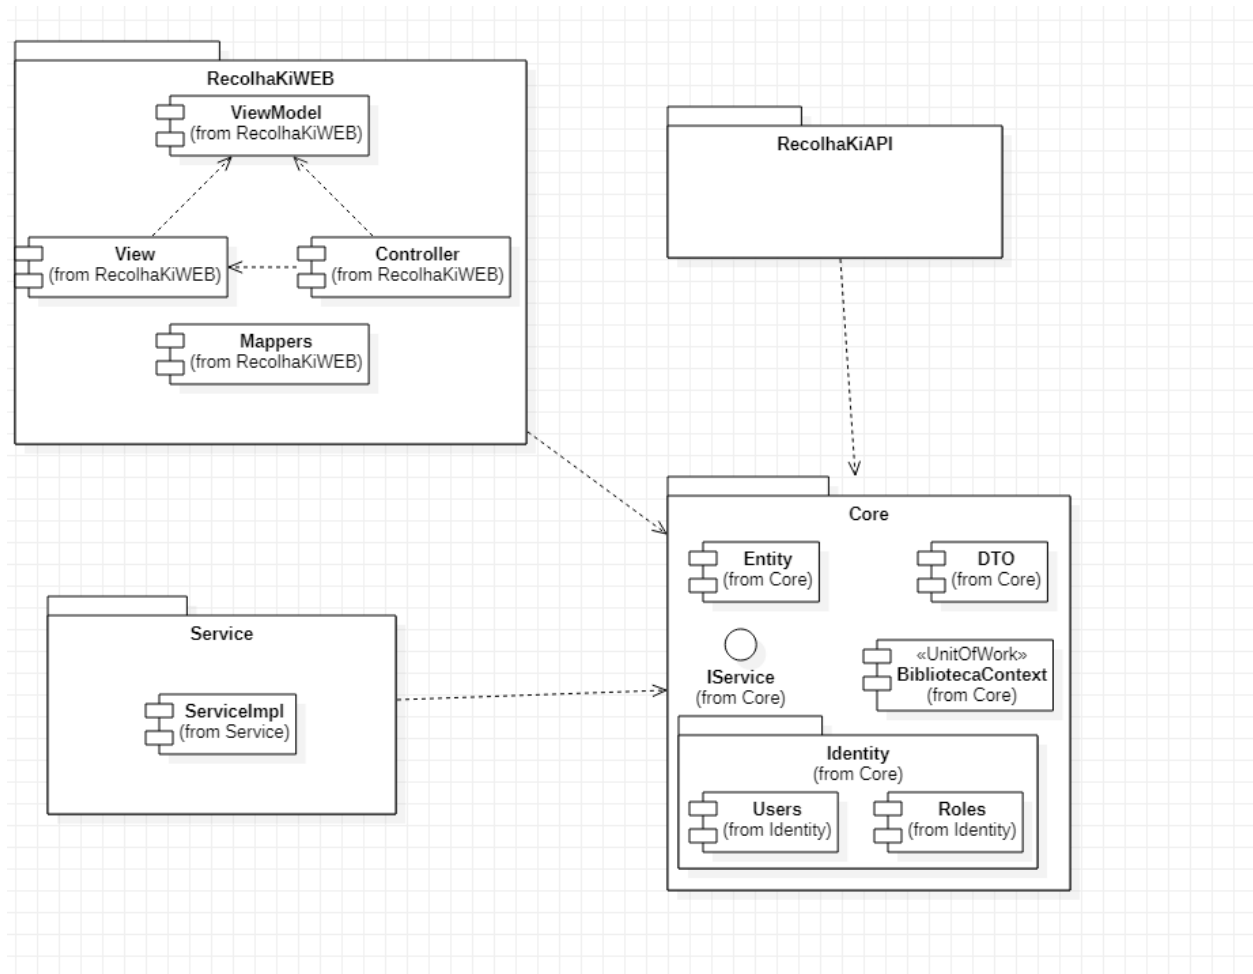 RecolhaKiWEB
ViewModel
(from RecolhaKiWEB)
View
(from RecolhaKiWEB)
Controller
(from RecolhaKiWEB)
Mappers
(from RecolhaKiWEB)
RecolhaKiAPI
Service
ServiceImpl
(from Service)
Core
Entity
(from Core)
DTO
(from Core)
IService
(from Core)
«UnitOfWork»
BibliotecaContext
(from Core)
Identity
(from Core)
Users
(from Identity)
Roles
(from Identity)